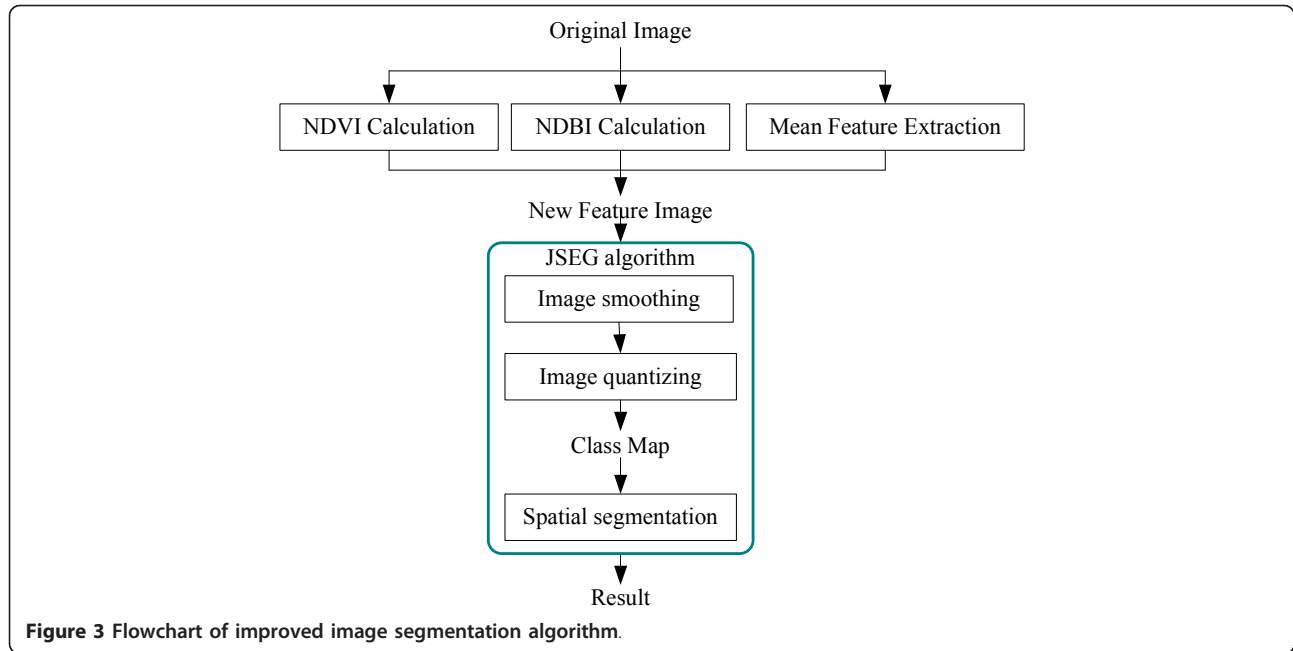 Original Image
NDVI Calculation
NDBI Calculation
Mean Feature Extraction
New Feature Image
JSEG algorithm
Image smoothing
Image quantizing
Class Map
Spatial segmentation
Result
Figure 3 Flowchart of improved image segmentation algorithm.